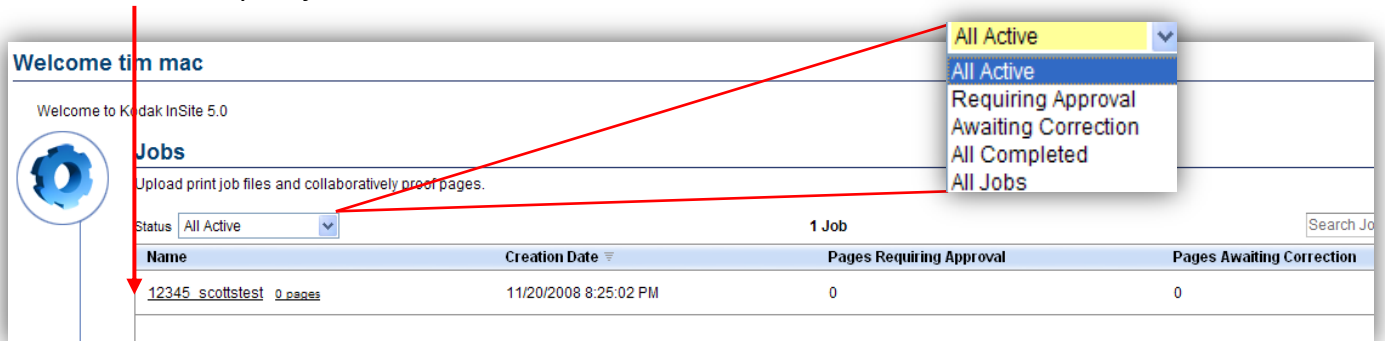 All Active
All Active
Requiring Approval
Awaiting Correction
All Completed
All Jobs
Welcome tim mac
Welcome to Kodak InSite 5.0
Jobs
Upload print job files and collaboratively proof pages.
Status All Active 1 Job Search Jo
Name Creation Date Pages Requiring Approval Pages Awaiting Correction
12345_scottstest 0 pages 11/20/2008 8:25:02 PM 0 0